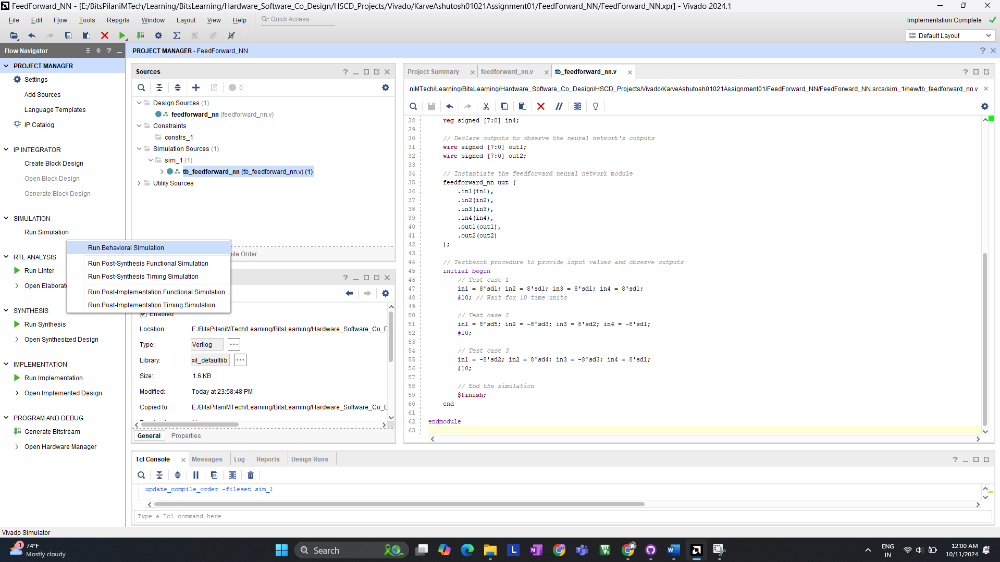 FeedForward_NN - [E:/BitsPilaniMTech/Learning/BitsLearning/Hardware_Software_Co_Design/HSCD_Projects/Vivado/KarveAshutosh01021Assignment01/FeedForward_NN/FeedForward_NN.xpr] - Vivado 2024.1
File Edit Flow Tools Reports Window Layout View Help Quick Access
Implementation Complete
Default Layout
Flow Navigator
PROJECT MANAGER
Settings
Add Sources
Language Templates
IP Catalog
IP INTEGRATOR
Create Block Design
Open Block Design
Generate Block Design
SIMULATION
Run Simulation
Run Behavioral Simulation
Run Post-Synthesis Functional Simulation
Run Post-Synthesis Timing Simulation
Run Post-Implementation Functional Simulation
Run Post-Implementation Timing Simulation
RTL ANALYSIS
Run Linter
Open Elaborat
SYNTHESIS
Run Synthesis
Open Synthesized Design
IMPLEMENTATION
Run Implementation
Open Implemented Design
PROGRAM AND DEBUG
Generate Bitstream
Open Hardware Manager
PROJECT MANAGER - FeedForward_NN
Sources
0
Design Sources (1)
feedforward_nn (feedforward_nn.v)
Constraints
constrs_1
Simulation Sources (1)
sim_1 (1)
tb_feedforward_nn (tb_feedforward_nn.v) (1)
Utility Sources
pile Order
Enabled
Location: E:/BitsPilaniMTech/Learning/BitsLearning/Hardware_Software_Co_D
Type: Verilog
Library: xil_defaultlib
Size: 1.6 KB
Modified: Today at 23:58:48 PM
Copied to: E:/BitsPilaniMTech/Learning/BitsLearning/Hardware_Software_Co_D
General Properties
Project Summary feedforward_nn.v tb_feedforward_nn.v
niMTech/Learning/BitsLearning/Hardware_Software_Co_Design/HSCD_Projects/Vivado/KarveAshutosh01021Assignment01/FeedForward_NN/FeedForward_NN.srcs/sim_1/new/tb_feedforward_nn.v
28 reg signed [7:0] in4;
29
30 // Declare outputs to observe the neural network's outputs
31 wire signed [7:0] out1;
32 wire signed [7:0] out2;
33
34 // Instantiate the feedforward neural network module
35 feedforward_nn uut (
36 .in1(in1),
37 .in2(in2),
38 .in3(in3),
39 .in4(in4),
40 .out1(out1),
41 .out2(out2)
42 );
43
44 // Testbench procedure to provide input values and observe outputs
45 initial begin
46 // Test case 1
47 in1 = 8'sd1; in2 = 8'sd1; in3 = 8'sd1; in4 = 8'sd1;
48 #10; // Wait for 10 time units
49
50 // Test case 2
51 in1 = 8'sd5; in2 = -8'sd3; in3 = 8'sd2; in4 = -8'sd1;
52 #10;
53
54 // Test case 3
55 in1 = -8'sd2; in2 = 8'sd4; in3 = -8'sd3; in4 = 8'sd1;
56 #10;
57
58 // End the simulation
59 $finish;
60 end
61
62 endmodule
63
Tcl Console Messages Log Reports Design Runs
update_compile_order -fileset sim_1
Type a Tcl command here
Vivado Simulator
1
74°F
Mostly cloudy
Search
L
ENG
IN
12:00 AM
10/11/2024